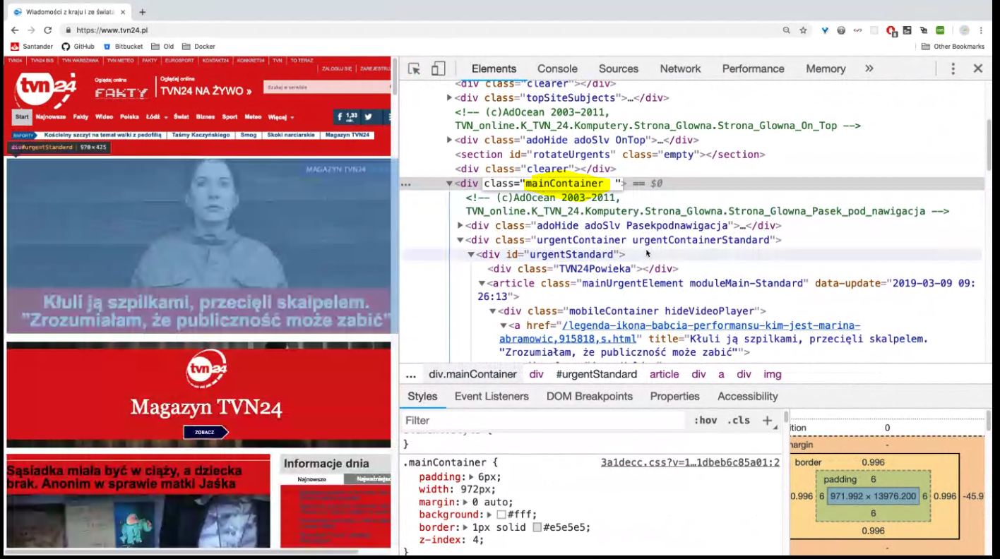 Wiadomości z kraju i ze świata
https://www.tvn24.pl
Santander GitHub Bitbucket Old Docker Other Bookmarks
TVN24 TVN24 BIS TVN WARSZAWA TVN METEO FAKTY EUROSPORT KONTAKT24 KONKRET24 TVN TO TERAZ
ZALOGUJ SIĘ ZAREJESTRUJ
tvn24
Oglądaj online
FAKTY
Oglądaj online
TVN24 NA ŻYWO »
Szukaj w serwisie
Start Najnowsze Fakty Wideo Polska Łódź Świat Biznes Sport Meteo Więcej
1,33
mln.
RAPORTY Kościelny szczyt na temat walki z pedofilią Taśmy Kaczyńskiego Smog Skoki narciarskie Magazyn TVN24
div#urgentStandard 970×425
MAGAZYN TVN24
Kłuli ją szpilkami, przecięli skalpelem.
"Zrozumiałam, że publiczność może zabić"
tvn24
Magazyn TVN24
ZOBACZ
Sąsiadka miała być w ciąży, a dziecka
brak. Anonim w sprawie matki Jaśka
Informacje dnia
Najnowsze Najważniejsze
Elements Console Sources Network Performance Memory »
<div class="clearer"></div>
<div class="topSiteSubjects">…</div>
<!-- (c)AdOcean 2003-2011,
TVN_online.K_TVN_24.Komputery.Strona_Glowna.Strona_Glowna_On_Top -->
<div class="adoHide adoSlv OnTop">…</div>
<section id="rotateUrgents" class="empty"></section>
<div class="clearer"></div>
<div class="mainContainer "> == $0
<!-- (c)AdOcean 2003-2011,
TVN_online.K_TVN_24.Komputery.Strona_Glowna.Strona_Glowna_Pasek_pod_nawigacja -->
<div class="adoHide adoSlv Pasekpodnawigacja">…</div>
<div class="urgentContainer urgentContainerStandard">
<div id="urgentStandard">
<div class="TVN24Powieka"></div>
<article class="mainUrgentElement moduleMain-Standard" data-update="2019-03-09 09:
26:13">
<div class="mobileContainer hideVideoPlayer">
<a href="/legenda-ikona-babcia-performansu-kim-jest-marina-
abramowic,915818,s.html" title="Kłuli ją szpilkami, przecięli skalpelem.
"Zrozumiałam, że publiczność może zabić"">
... div.mainContainer div #urgentStandard article div a div img
Styles Event Listeners DOM Breakpoints Properties Accessibility
Filter :hov .cls +
}
.mainContainer { 3a1decc.css?v=1…1dbeb6c85a01:2
padding: 6px;
width: 972px;
margin: 0 auto;
background: #fff;
border: 1px solid #e5e5e5;
z-index: 4;
}
ition 0
margin -
border 0.996
padding 6
0.996 6 971.992 × 13976.200 6 0.996 -45.9
6
0.996
-